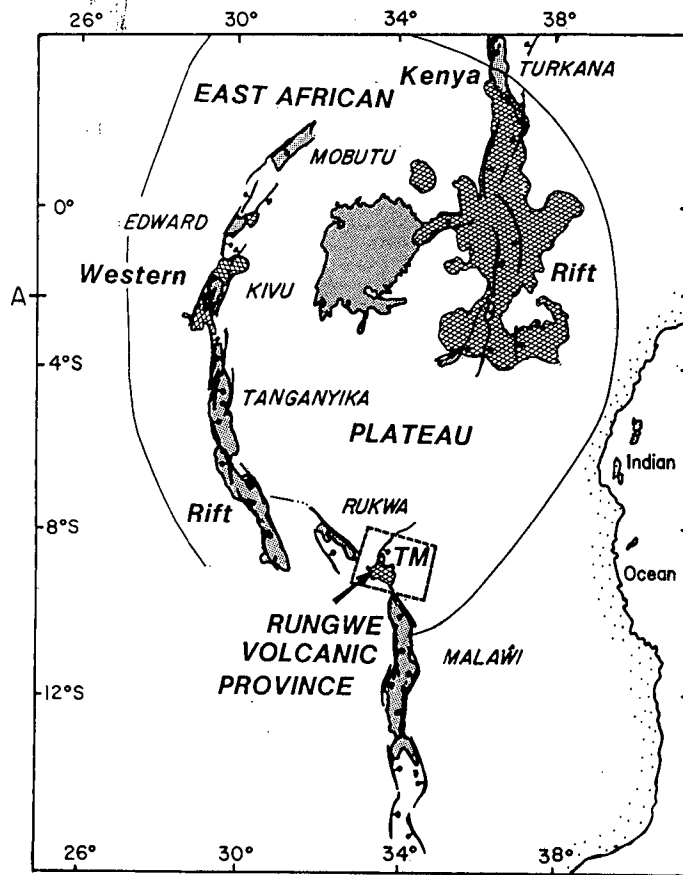 26° 30° 34° 38°
TURKANA
Kenya
EAST AFRICAN
MOBUTU
0°
EDWARD
Western
Rift
KIVU
A
4°S
TANGANYIKA
PLATEAU
Indian
RUKWA
Rift
8°S
TM
Ocean
RUNGWE
VOLCANIC
PROVINCE
MALAWI
12°S
26° 30° 34° 38°